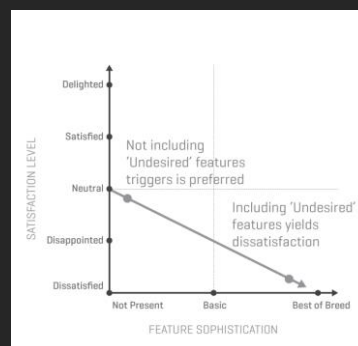 Delighted
Satisfied
Neutral
Disappointed
Dissatisfied
SATISFACTION LEVEL
Not including
'Undesired' features
triggers is preferred
Including 'Undesired'
features yields
dissatisfaction
Not Present
Basic
Best of Breed
FEATURE SOPHISTICATION